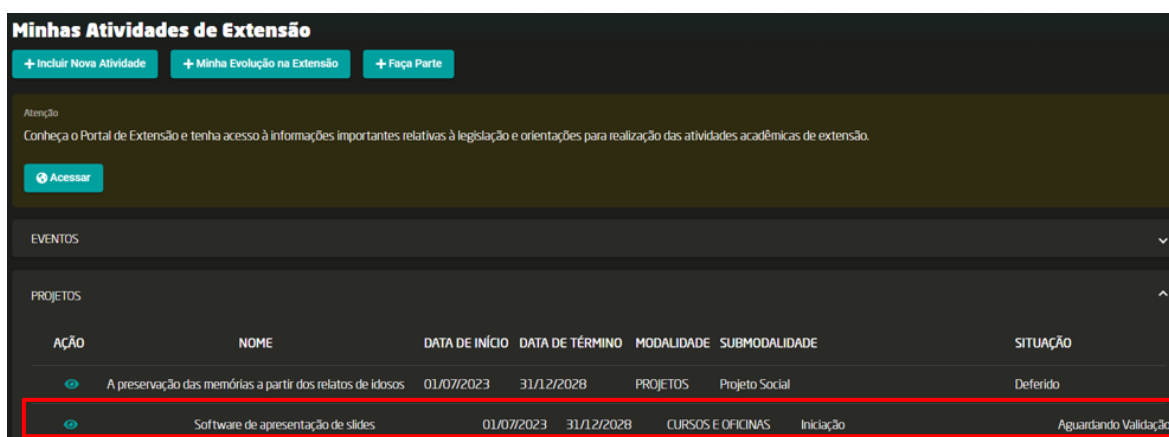 Minhas Atividades de Extensão
+ Incluir Nova Atividade + Minha Evolução na Extensão + Faça Parte
Atenção
Conheça o Portal de Extensão e tenha acesso à informações importantes relativas à legislação e orientações para realização das atividades acadêmicas de extensão.
Acessar
EVENTOS
PROJETOS
AÇÃO NOME DATA DE INÍCIO DATA DE TÉRMINO MODALIDADE SUBMODALIDADE SITUAÇÃO
A preservação das memórias a partir dos relatos de idosos 01/07/2023 31/12/2028 PROJETOS Projeto Social Deferido
Software de apresentação de slides 01/07/2023 31/12/2028 CURSOS E OFICINAS Iniciação Aguardando Validação